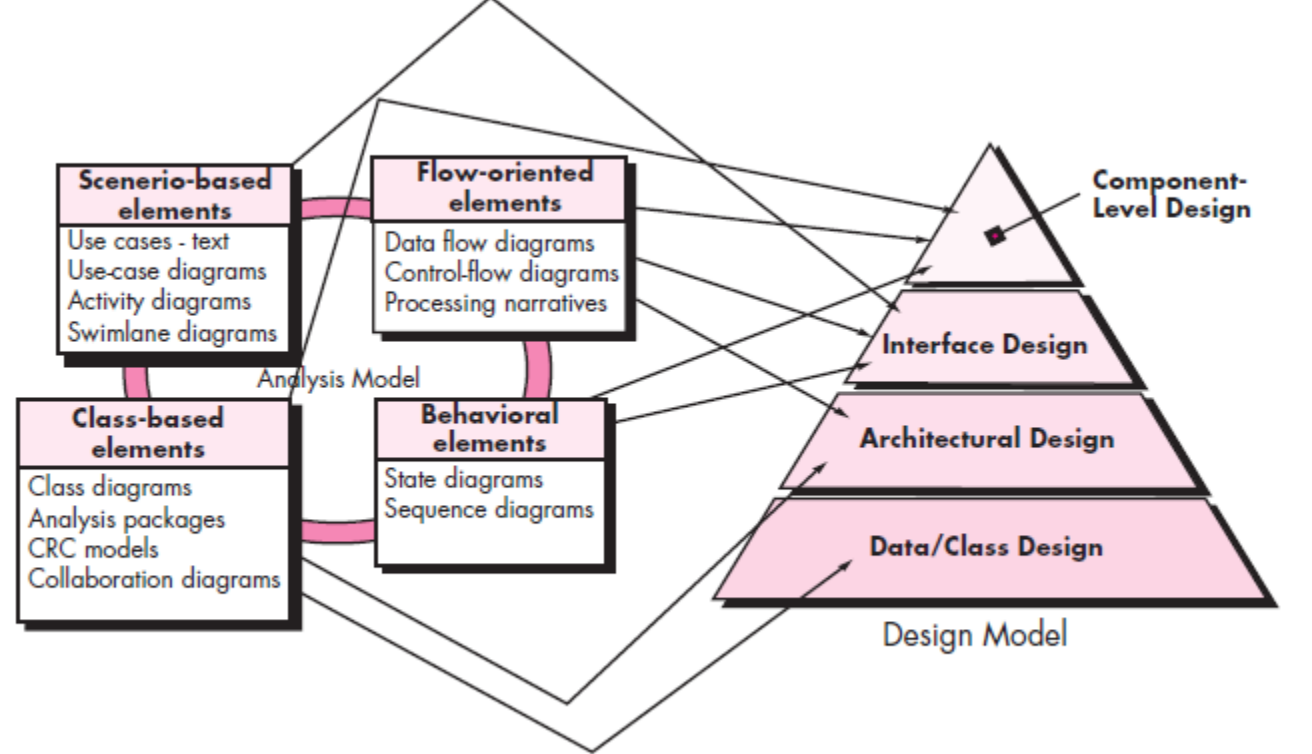 Scenerio-based
elements
Use cases - text
Use-case diagrams
Activity diagrams
Swimlane diagrams
Flow-oriented
elements
Data flow diagrams
Control-flow diagrams
Processing narratives
Analysis Model
Class-based
elements
Class diagrams
Analysis packages
CRC models
Collaboration diagrams
Behavioral
elements
State diagrams
Sequence diagrams
Component-
Level Design
Interface Design
Architectural Design
Data/Class Design
Design Model